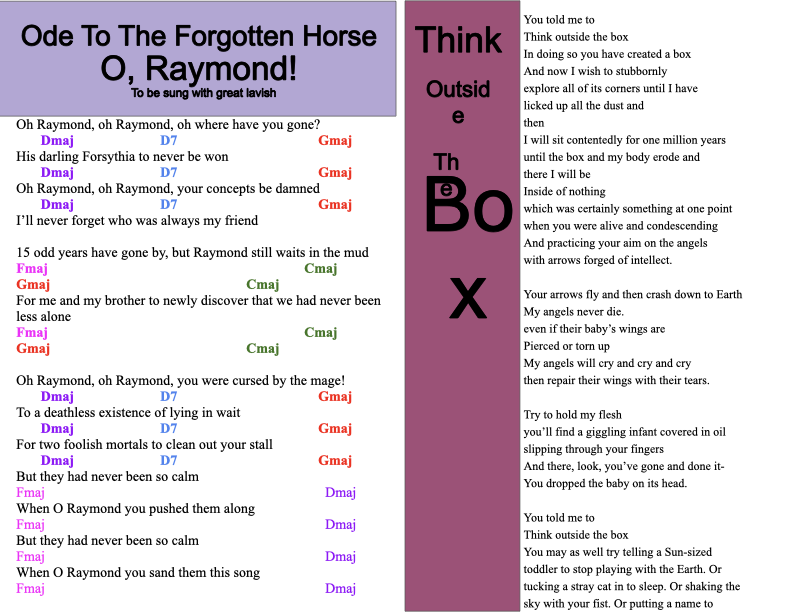 Ode To The Forgotten Horse
O, Raymond!
To be sung with great lavish
Oh Raymond, oh Raymond, oh where have you gone?
Dmaj D7 Gmaj
His darling Forsythia to never be won
Dmaj D7 Gmaj
Oh Raymond, oh Raymond, your concepts be damned
Dmaj D7 Gmaj
I'll never forget who was always my friend
15 odd years have gone by, but Raymond still waits in the mud
Fmaj Cmaj
Gmaj Cmaj
For me and my brother to newly discover that we had never been
less alone
Fmaj Cmaj
Gmaj Cmaj
Oh Raymond, oh Raymond, you were cursed by the mage!
Dmaj D7 Gmaj
To a deathless existence of lying in wait
Dmaj D7 Gmaj
For two foolish mortals to clean out your stall
Dmaj D7 Gmaj
But they had never been so calm
Fmaj Dmaj
When O Raymond you pushed them along
Fmaj Dmaj
But they had never been so calm
Fmaj Dmaj
When O Raymond you sand them this song
Fmaj Dmaj
Think
Outsid
e
Th
e
Bo
x
You told me to
Think outside the box
In doing so you have created a box
And now I wish to stubbornly
explore all of its corners until I have
licked up all the dust and
then
I will sit contentedly for one million years
until the box and my body erode and
there I will be
Inside of nothing
which was certainly something at one point
when you were alive and condescending
And practicing your aim on the angels
with arrows forged of intellect.
Your arrows fly and then crash down to Earth
My angels never die.
even if their baby's wings are
Pierced or torn up
My angels will cry and cry and cry
then repair their wings with their tears.
Try to hold my flesh
you'll find a giggling infant covered in oil
slipping through your fingers
And there, look, you've gone and done it-
You dropped the baby on its head.
You told me to
Think outside the box
You may as well try telling a Sun-sized
toddler to stop playing with the Earth. Or
tucking a stray cat in to sleep. Or shaking the
sky with your fist. Or putting a name to